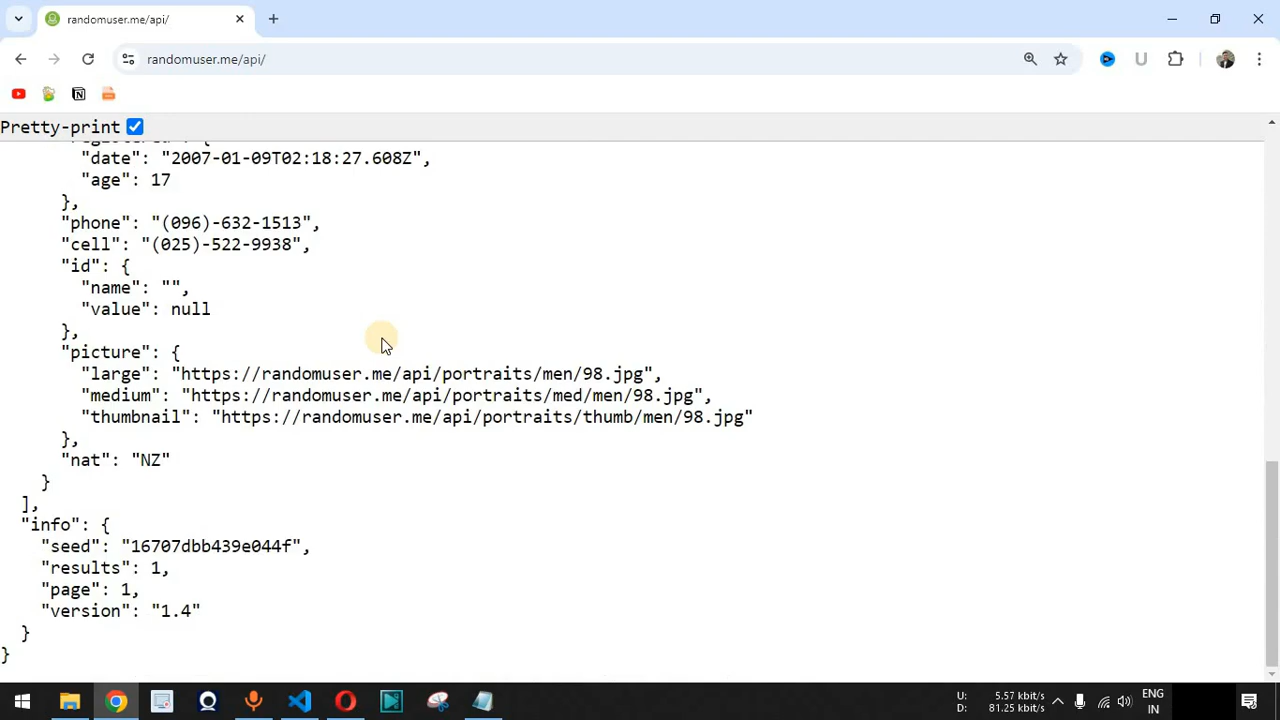 randomuser.me/api/
randomuser.me/api/
Pretty-print
"date": "2007-01-09T02:18:27.608Z",
"age": 17
},
"phone": "(096)-632-1513",
"cell": "(025)-522-9938",
"id": {
"name": "",
"value": null
},
"picture": {
"large": "https://randomuser.me/api/portraits/men/98.jpg",
"medium": "https://randomuser.me/api/portraits/med/men/98.jpg",
"thumbnail": "https://randomuser.me/api/portraits/thumb/men/98.jpg"
},
"nat": "NZ"
}
],
"info": {
"seed": "16707dbb439e044f",
"results": 1,
"page": 1,
"version": "1.4"
}
}
U: 5.57 kbit/s
D: 81.25 kbit/s
ENG
IN